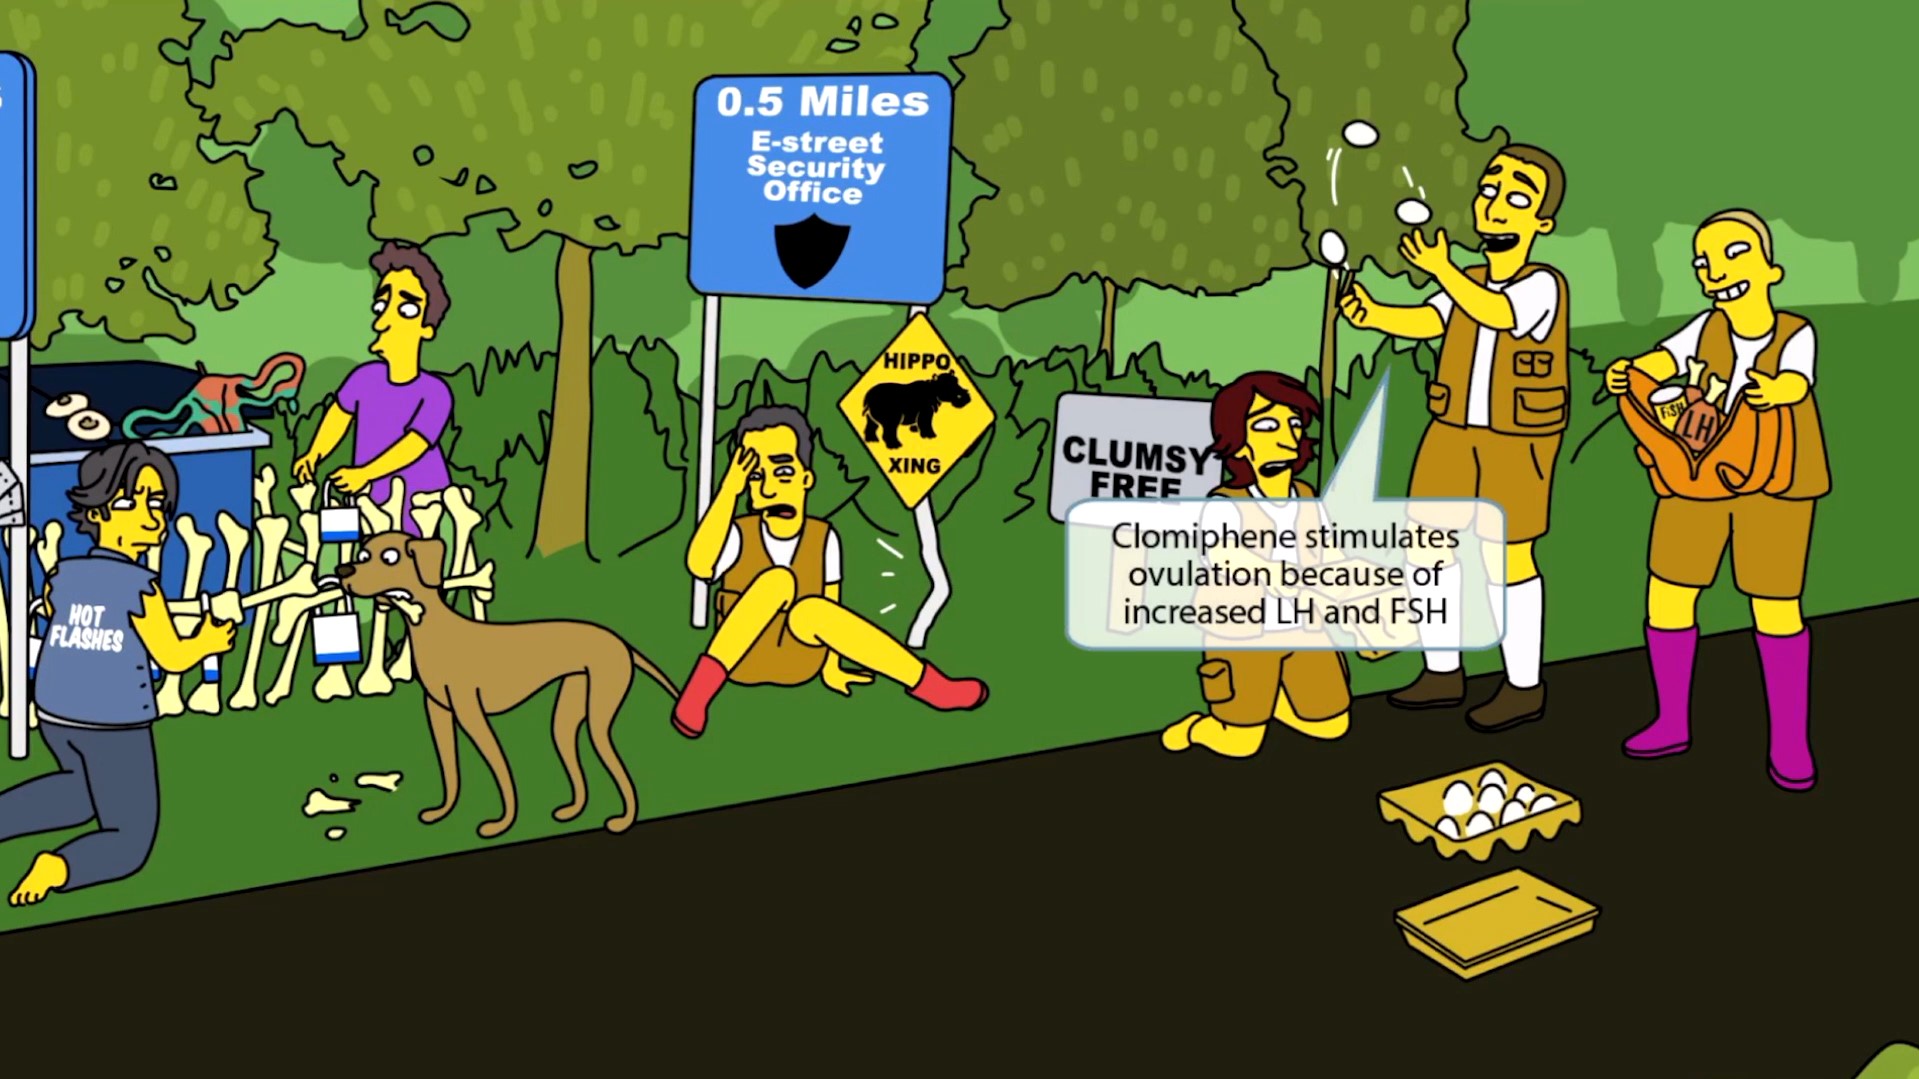 0.5 Miles
E-street
Security
Office
HIPPO
XING
CLUMSY
FREE
HOT
FLASHES
FiSH
LH
Clomiphene stimulates
ovulation because of
increased LH and FSH